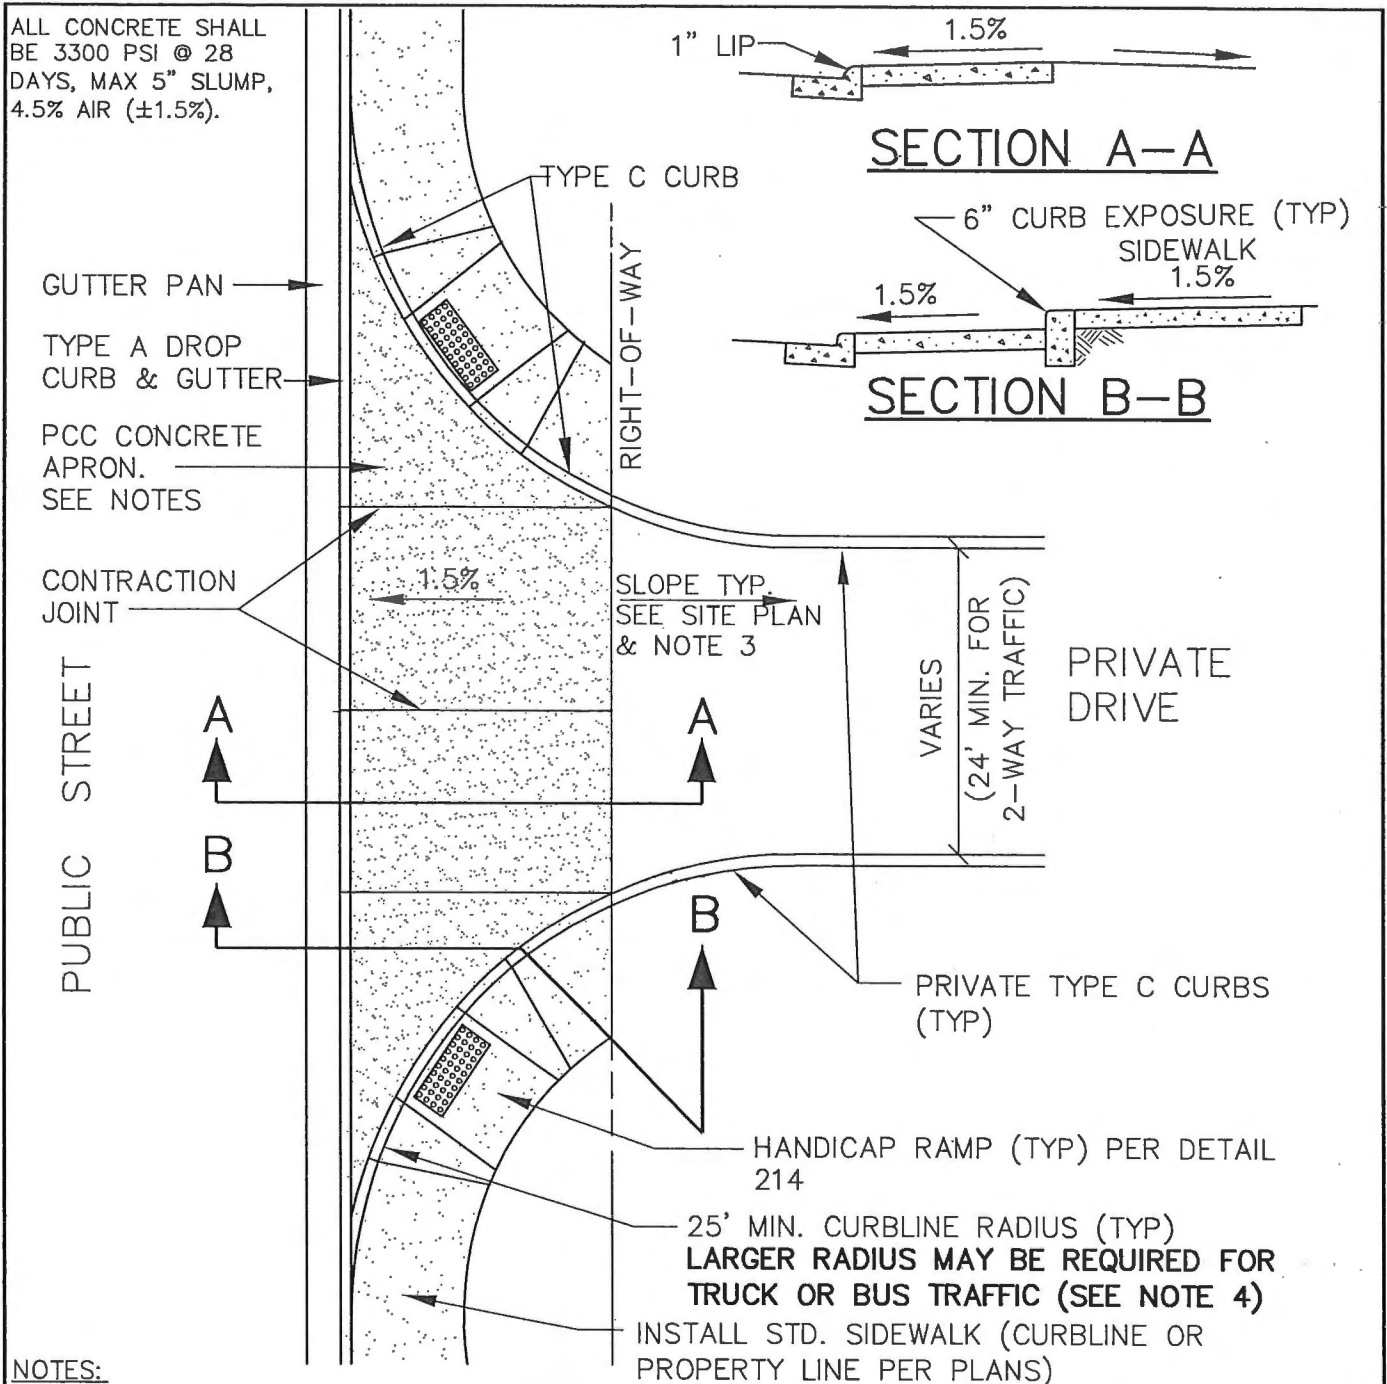 ALL CONCRETE SHALL
BE 3300 PSI @ 28
DAYS, MAX 5" SLUMP,
4.5% AIR (±1.5%).
1" LIP
1.5%
SECTION A-A
TYPE C CURB
6" CURB EXPOSURE (TYP)
SIDEWALK
1.5%
1.5%
SECTION B-B
GUTTER PAN
TYPE A DROP
CURB & GUTTER
PCC CONCRETE
APRON.
SEE NOTES
RIGHT-OF-WAY
CONTRACTION
JOINT
1.5%
SLOPE TYP.
SEE SITE PLAN
& NOTE 3
VARIES
(24' MIN. FOR
2-WAY TRAFFIC)
PRIVATE
DRIVE
PUBLIC STREET
A
A
B
B
PRIVATE TYPE C CURBS
(TYP)
HANDICAP RAMP (TYP) PER DETAIL
214
25' MIN. CURBLINE RADIUS (TYP)
LARGER RADIUS MAY BE REQUIRED FOR
TRUCK OR BUS TRAFFIC (SEE NOTE 4)
INSTALL STD. SIDEWALK (CURBLINE OR
PROPERTY LINE PER PLANS)
NOTES: